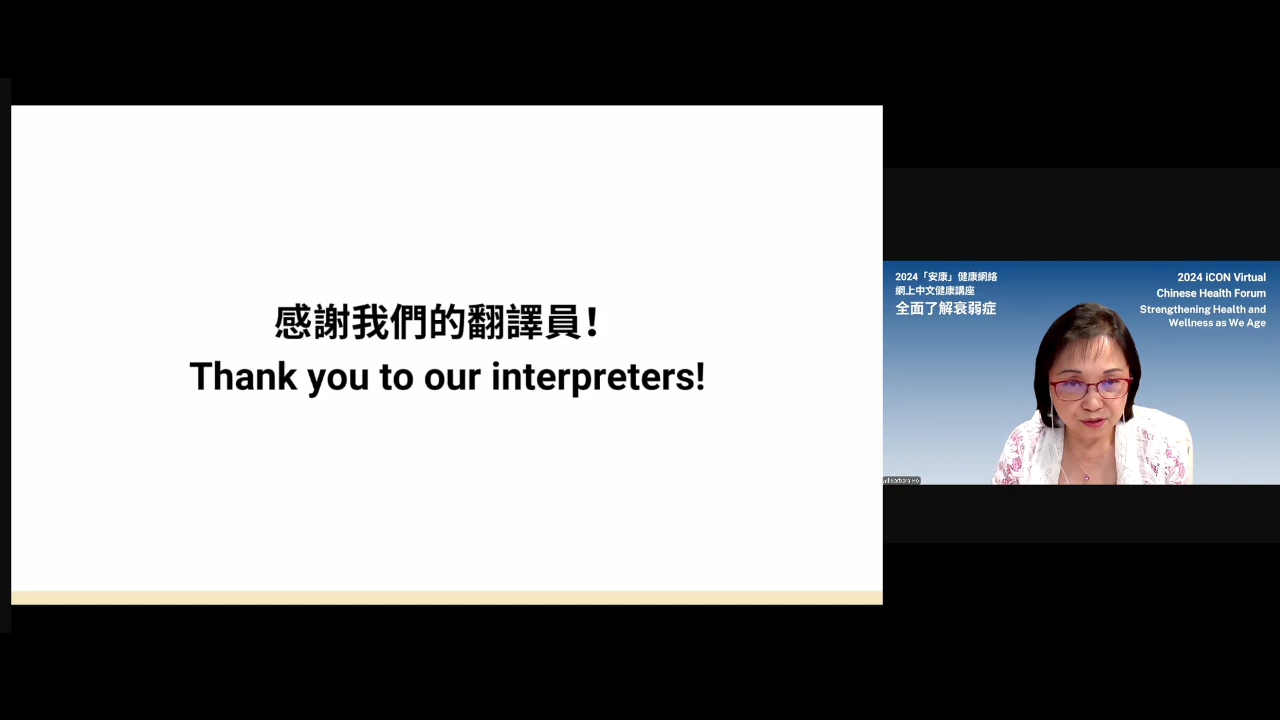 感謝我們的翻譯員！
Thank you to our interpreters!
2024「安康」健康網絡
網上中文健康講座
全面了解衰弱症
2024 iCON Virtual
Chinese Health Forum
Strengthening Health and
Wellness as We Age